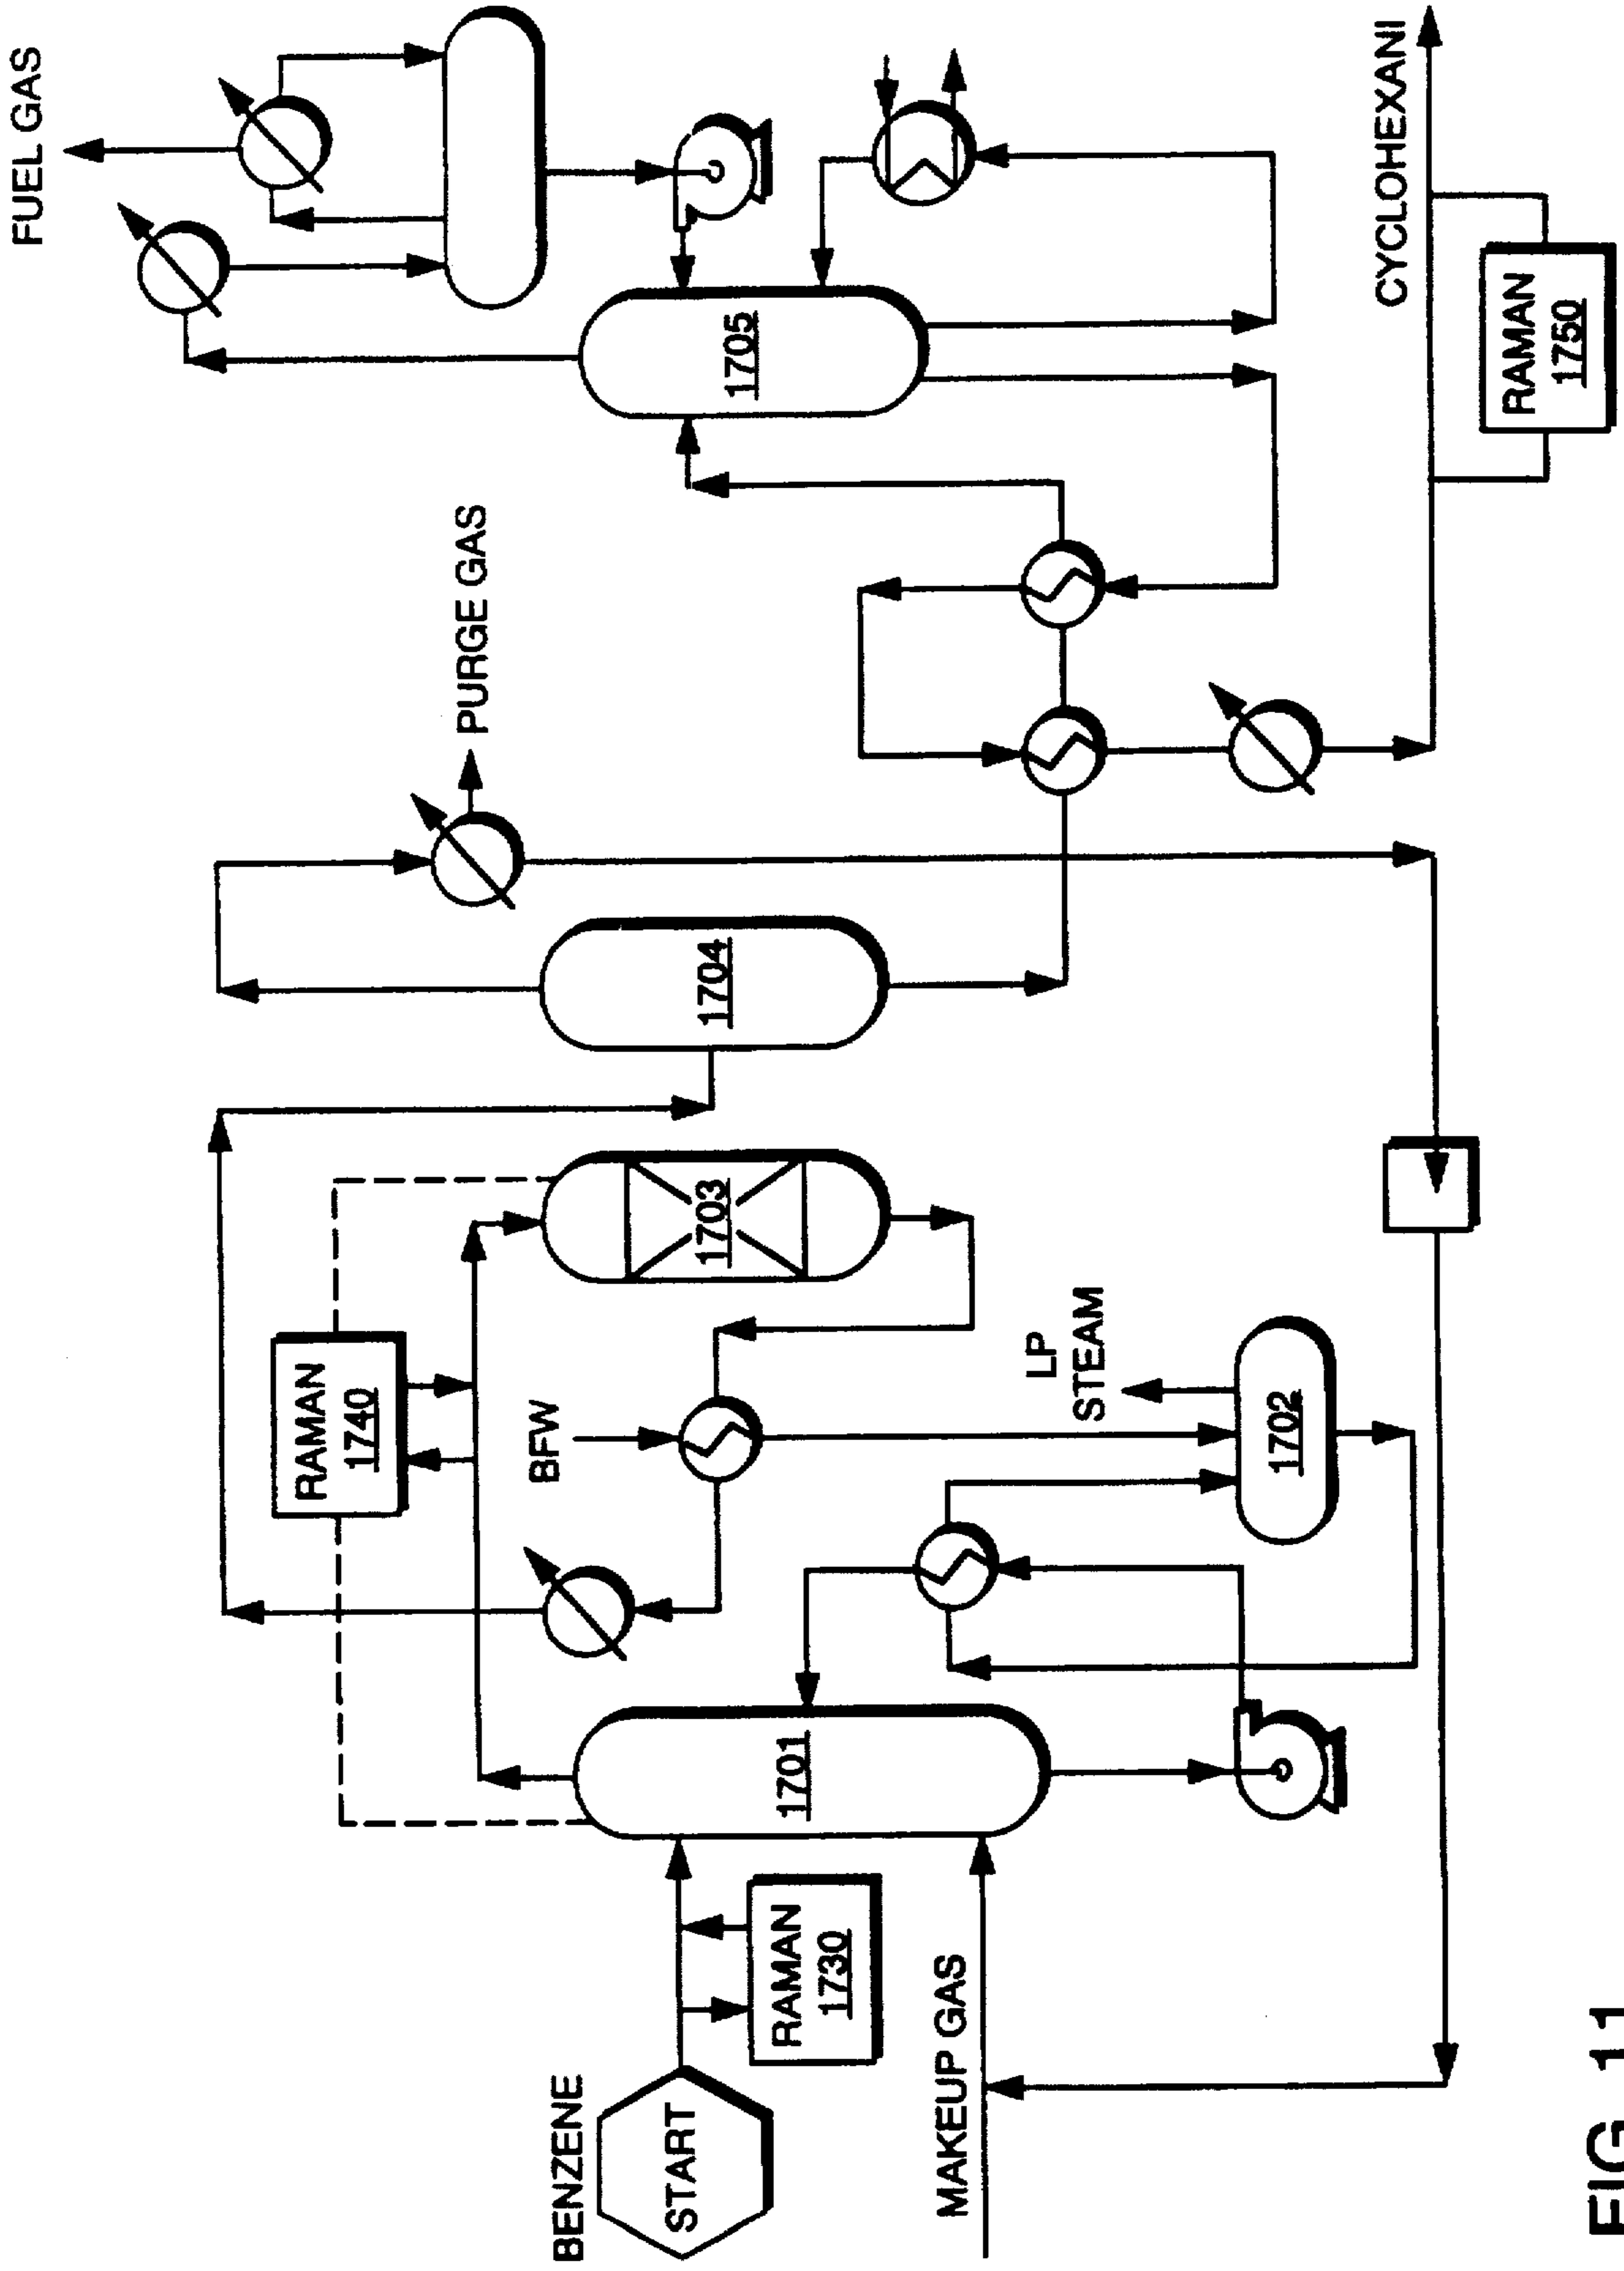 FUEL GAS
PURGE GAS
1705
1704
1703
RAMAN
1740
BFW
LP
STEAM
1702
1701
BENZENE
START
RAMAN
1730
MAKEUP GAS
CYCLOHEXANI
RAMAN
1750
FIG. 11